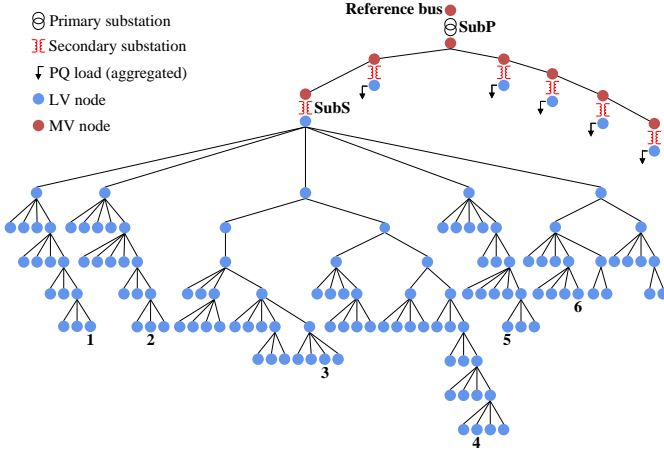 Reference bus
Primary substation
SubP
Secondary substation
PQ load (aggregated)
LV node
SubS
MV node
6
1
2
5
3
4